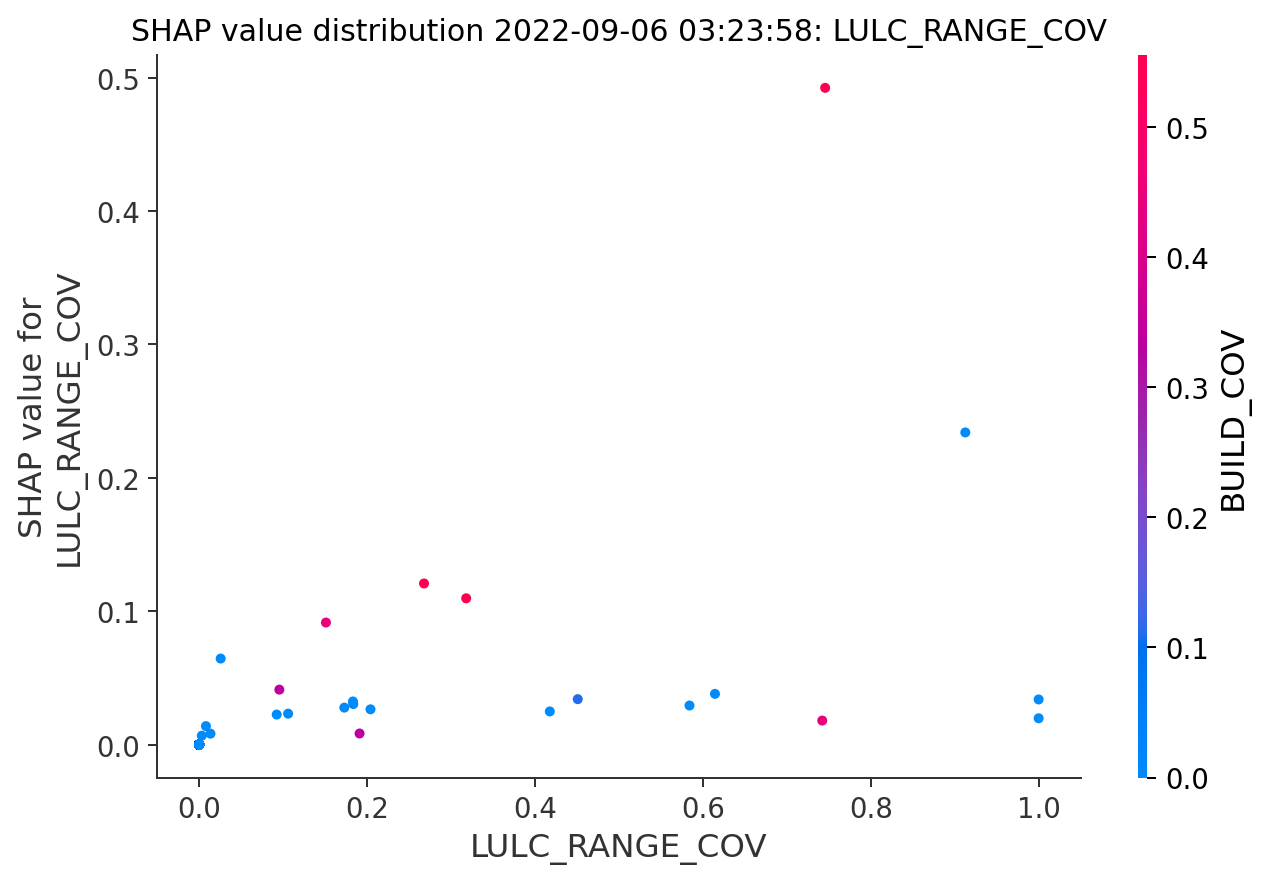 SHAP value distribution 2022-09-06 03:23:58: LULC_RANGE_COV
SHAP value for
LULC_RANGE_COV
0.5
0.4
0.3
0.2
0.1
0.0
0.0 0.2 0.4 0.6 0.8 1.0
LULC_RANGE_COV
0.5
0.4
0.3
0.2
0.1
0.0
BUILD_COV